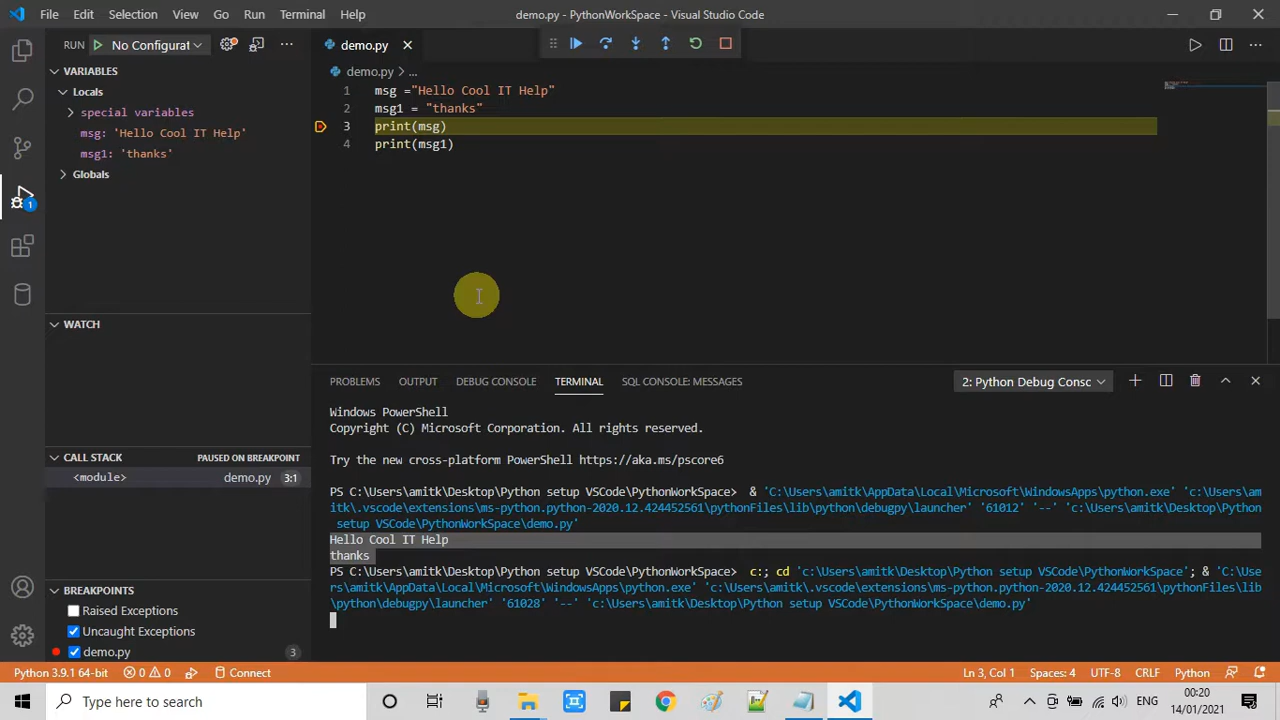 File Edit Selection View Go Run Terminal Help
demo.py - PythonWorkSpace - Visual Studio Code
RUN No Configurat
demo.py
VARIABLES
Locals
special variables
msg: 'Hello Cool IT Help'
msg1: 'thanks'
Globals
demo.py > ...
1 msg ="Hello Cool IT Help"
2 msg1 = "thanks"
3 print(msg)
4 print(msg1)
WATCH
CALL STACK PAUSED ON BREAKPOINT
<module> demo.py 3:1
BREAKPOINTS
Raised Exceptions
Uncaught Exceptions
demo.py 3
1
PROBLEMS OUTPUT DEBUG CONSOLE TERMINAL SQL CONSOLE: MESSAGES 2: Python Debug Consc
Windows PowerShell
Copyright (C) Microsoft Corporation. All rights reserved.
Try the new cross-platform PowerShell https://aka.ms/pscore6
PS C:\Users\amitk\Desktop\Python setup VSCode\PythonWorkSpace> & 'C:\Users\amitk\AppData\Local\Microsoft\WindowsApps\python.exe' 'c:\Users\am
itk\.vscode\extensions\ms-python.python-2020.12.424452561\pythonFiles\lib\python\debugpy\launcher' '61012' '--' 'c:\Users\amitk\Desktop\Python
setup VSCode\PythonWorkSpace\demo.py'
Hello Cool IT Help
thanks
PS C:\Users\amitk\Desktop\Python setup VSCode\PythonWorkSpace> c:; cd 'c:\Users\amitk\Desktop\Python setup VSCode\PythonWorkSpace'; & 'C:\Use
rs\amitk\AppData\Local\Microsoft\WindowsApps\python.exe' 'c:\Users\amitk\.vscode\extensions\ms-python.python-2020.12.424452561\pythonFiles\lib
\python\debugpy\launcher' '61028' '--' 'c:\Users\amitk\Desktop\Python setup VSCode\PythonWorkSpace\demo.py'
Python 3.9.1 64-bit 0 0 Connect Ln 3, Col 1 Spaces: 4 UTF-8 CRLF Python
Type here to search
ENG
00:20
14/01/2021